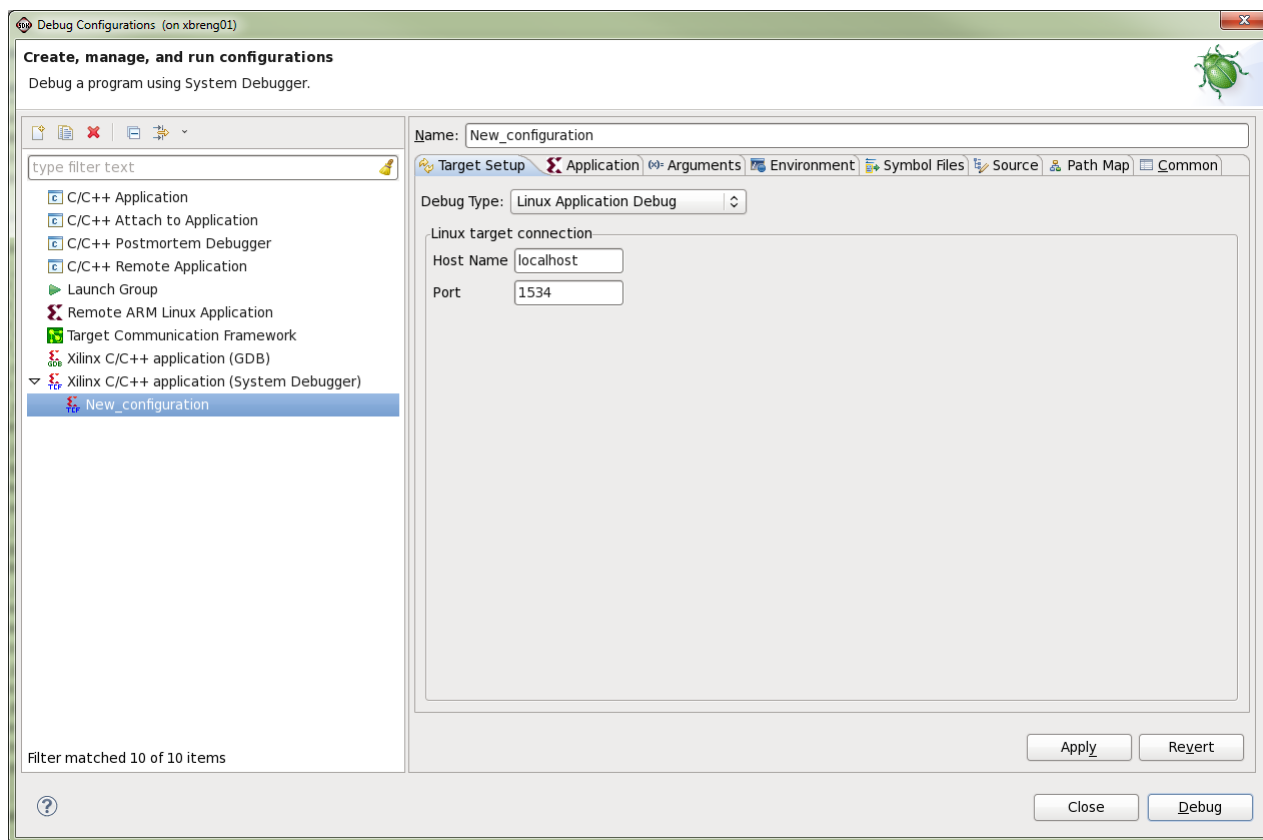 Debug Configurations (on xbreng01)
Create, manage, and run configurations
Debug a program using System Debugger.
type filter text
C/C++ Application
C/C++ Attach to Application
C/C++ Postmortem Debugger
C/C++ Remote Application
Launch Group
Remote ARM Linux Application
Target Communication Framework
Xilinx C/C++ application (GDB)
Xilinx C/C++ application (System Debugger)
New_configuration
Filter matched 10 of 10 items
Name: New_configuration
Target Setup Application Arguments Environment Symbol Files Source Path Map Common
Debug Type: Linux Application Debug
Linux target connection
Host Name localhost
Port 1534
Apply Revert
Close Debug